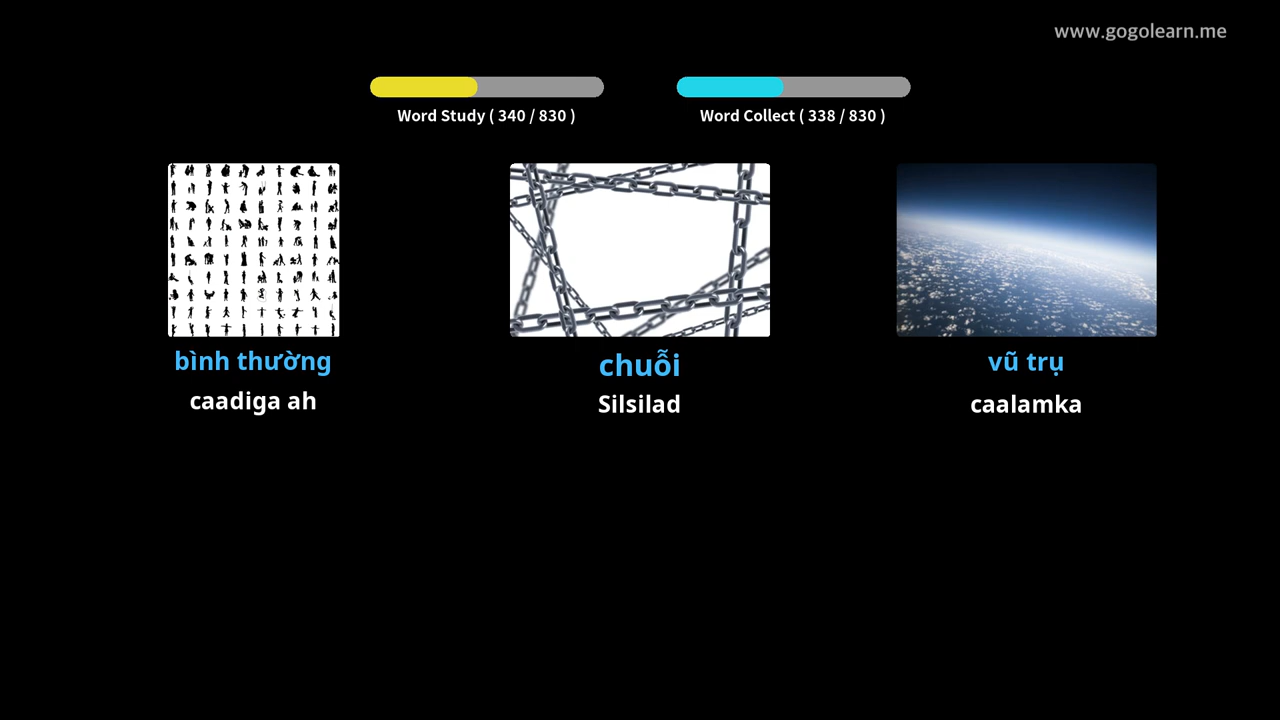 www.gogolearn.me
Word Study ( 340 / 830 )
Word Collect ( 338 / 830 )
bình thường
caadiga ah
chuỗi
Silsilad
vũ trụ
caalamka